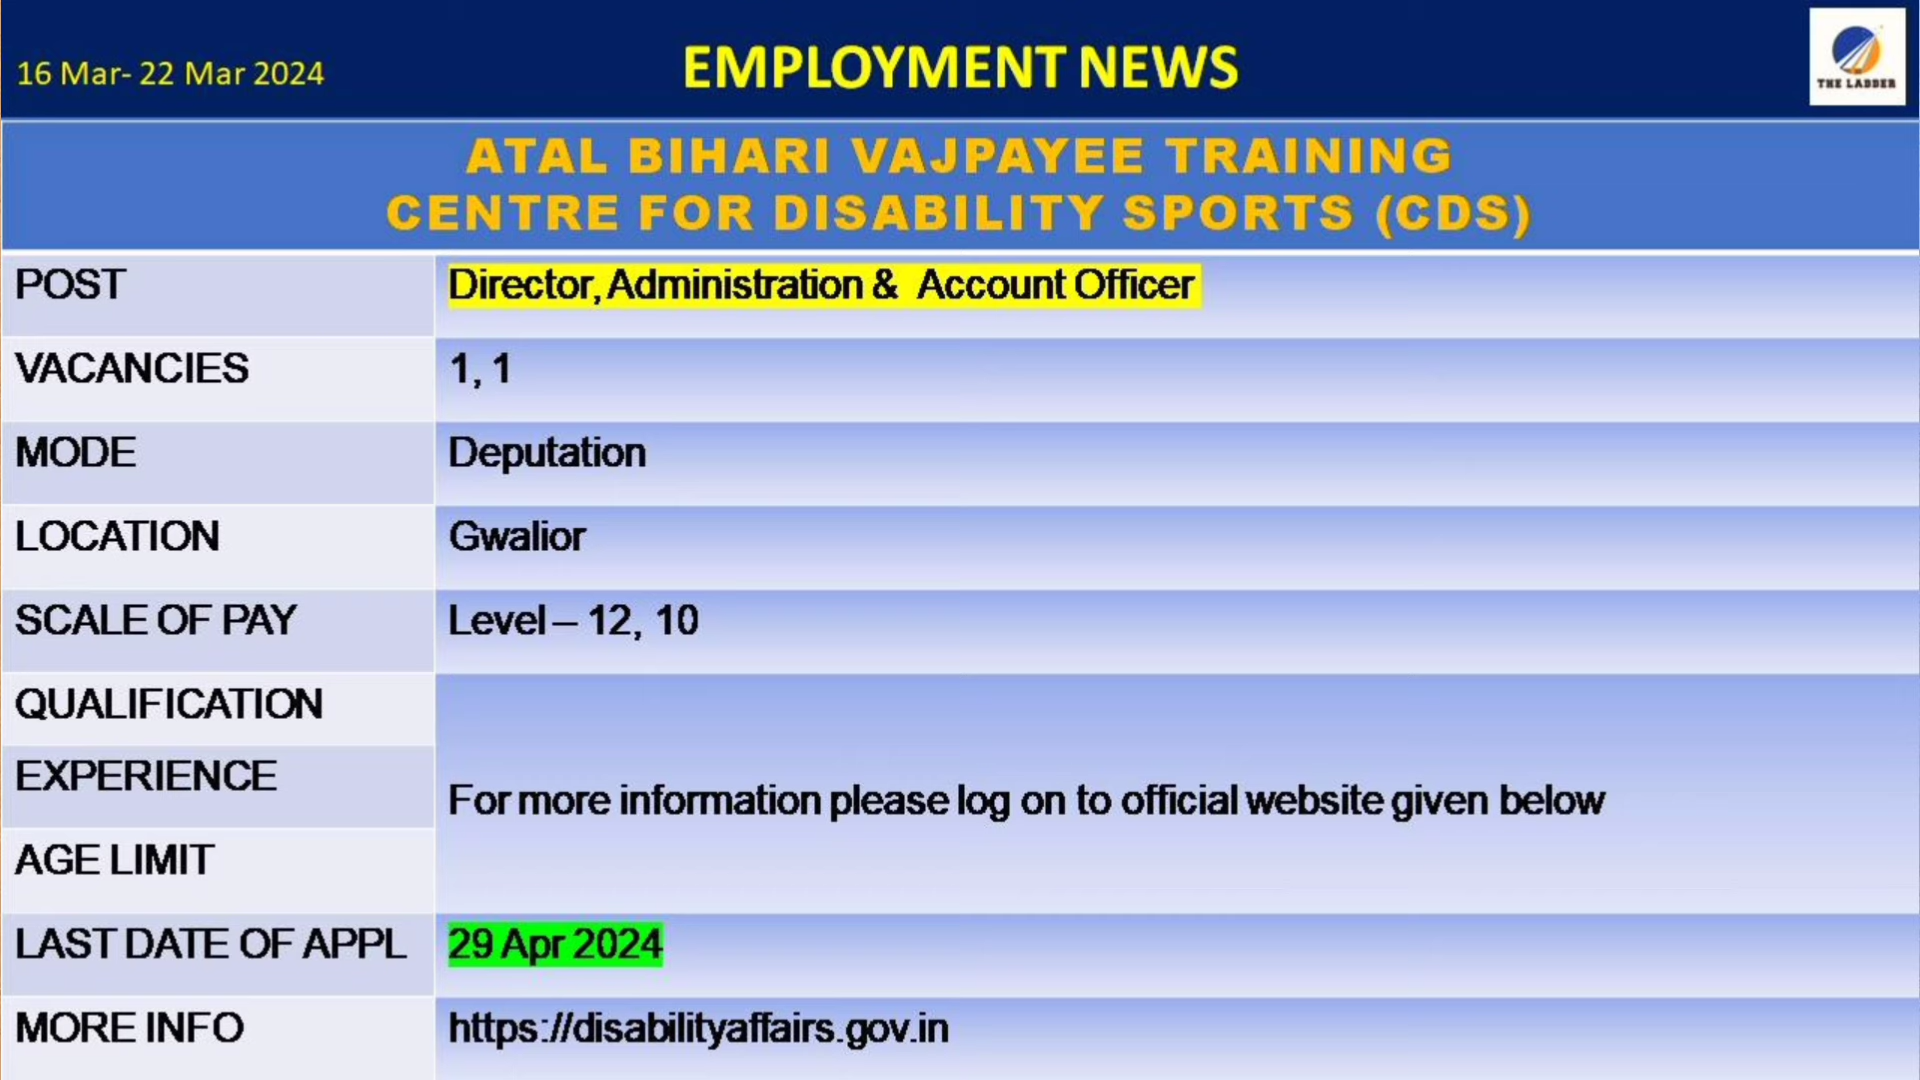 16 Mar- 22 Mar 2024
EMPLOYMENT NEWS
THE LADDER
ATAL BIHARI VAJPAYEE TRAINING
CENTRE FOR DISABILITY SPORTS (CDS)
POST Director, Administration & Account Officer
VACANCIES 1, 1
MODE Deputation
LOCATION Gwalior
SCALE OF PAY Level – 12, 10
QUALIFICATION
EXPERIENCE
For more information please log on to official website given below
AGE LIMIT
LAST DATE OF APPL 29 Apr 2024
MORE INFO https://disabilityaffairs.gov.in